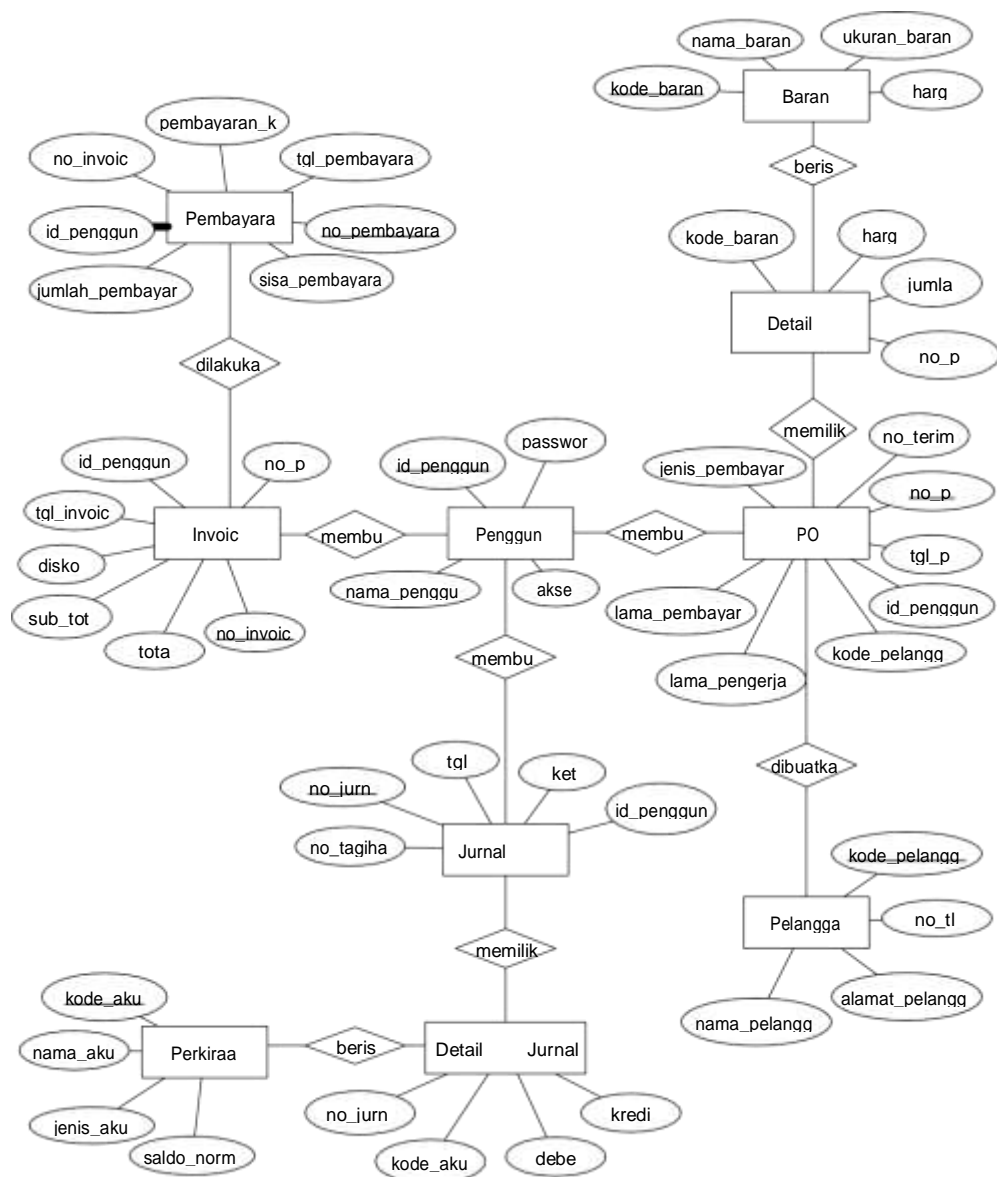 nama_baran
ukuran_baran
kode_baran
Baran
harg
beris
pembayaran_k
no_invoic
tgl_pembayara
id_penggun
Pembayara
no_pembayara
jumlah_pembayar
sisa_pembayara
kode_baran
harg
jumla
Detail
no_p
dilakuka
memilik
id_penggun
no_p
tgl_invoic
Invoic
disko
sub_tot
tota
no_invoic
membu
id_penggun
passwor
Penggun
nama_penggu
akse
membu
jenis_pembayar
no_terim
no_p
PO
tgl_p
id_penggun
lama_pembayar
kode_pelangg
lama_pengerja
membu
dibuatka
tgl
ket
no_jurn
id_penggun
no_tagiha
Jurnal
kode_pelangg
Pelangga
no_tl
nama_pelangg
alamat_pelangg
memilik
kode_aku
nama_aku
Perkiraa
jenis_aku
saldo_norm
beris
Detail Jurnal
no_jurn
kode_aku
debe
kredi